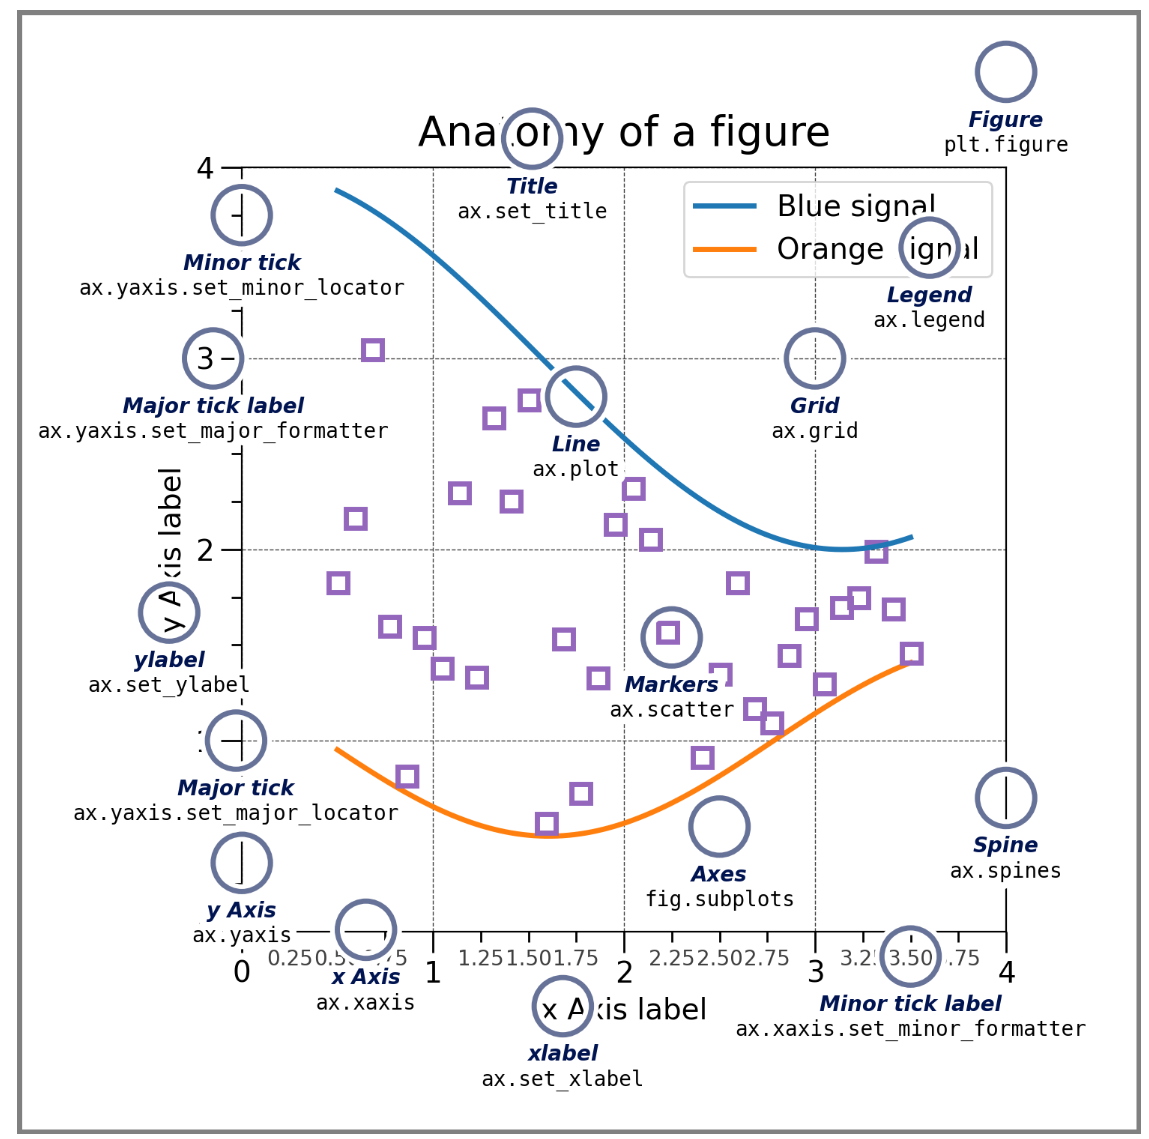 Figure
plt.figure
Anatomy of a figure
Title
ax.set_title
4
Blue signal
Orange signal
Legend
ax.legend
Minor tick
ax.yaxis.set_minor_locator
3
Major tick label
ax.yaxis.set_major_formatter
Grid
ax.grid
Line
ax.plot
2
y Axis label
ylabel
ax.set_ylabel
Markers
ax.scatter
Major tick
ax.yaxis.set_major_locator
Axes
fig.subplots
Spine
ax.spines
y Axis
ax.yaxis
0.25 1.25 1.50 1.75 2.25 2.50 2.75 3.50
0 1 2 3 4
x Axis
ax.xaxis
Minor tick label
ax.xaxis.set_minor_formatter
x Axis label
xlabel
ax.set_xlabel